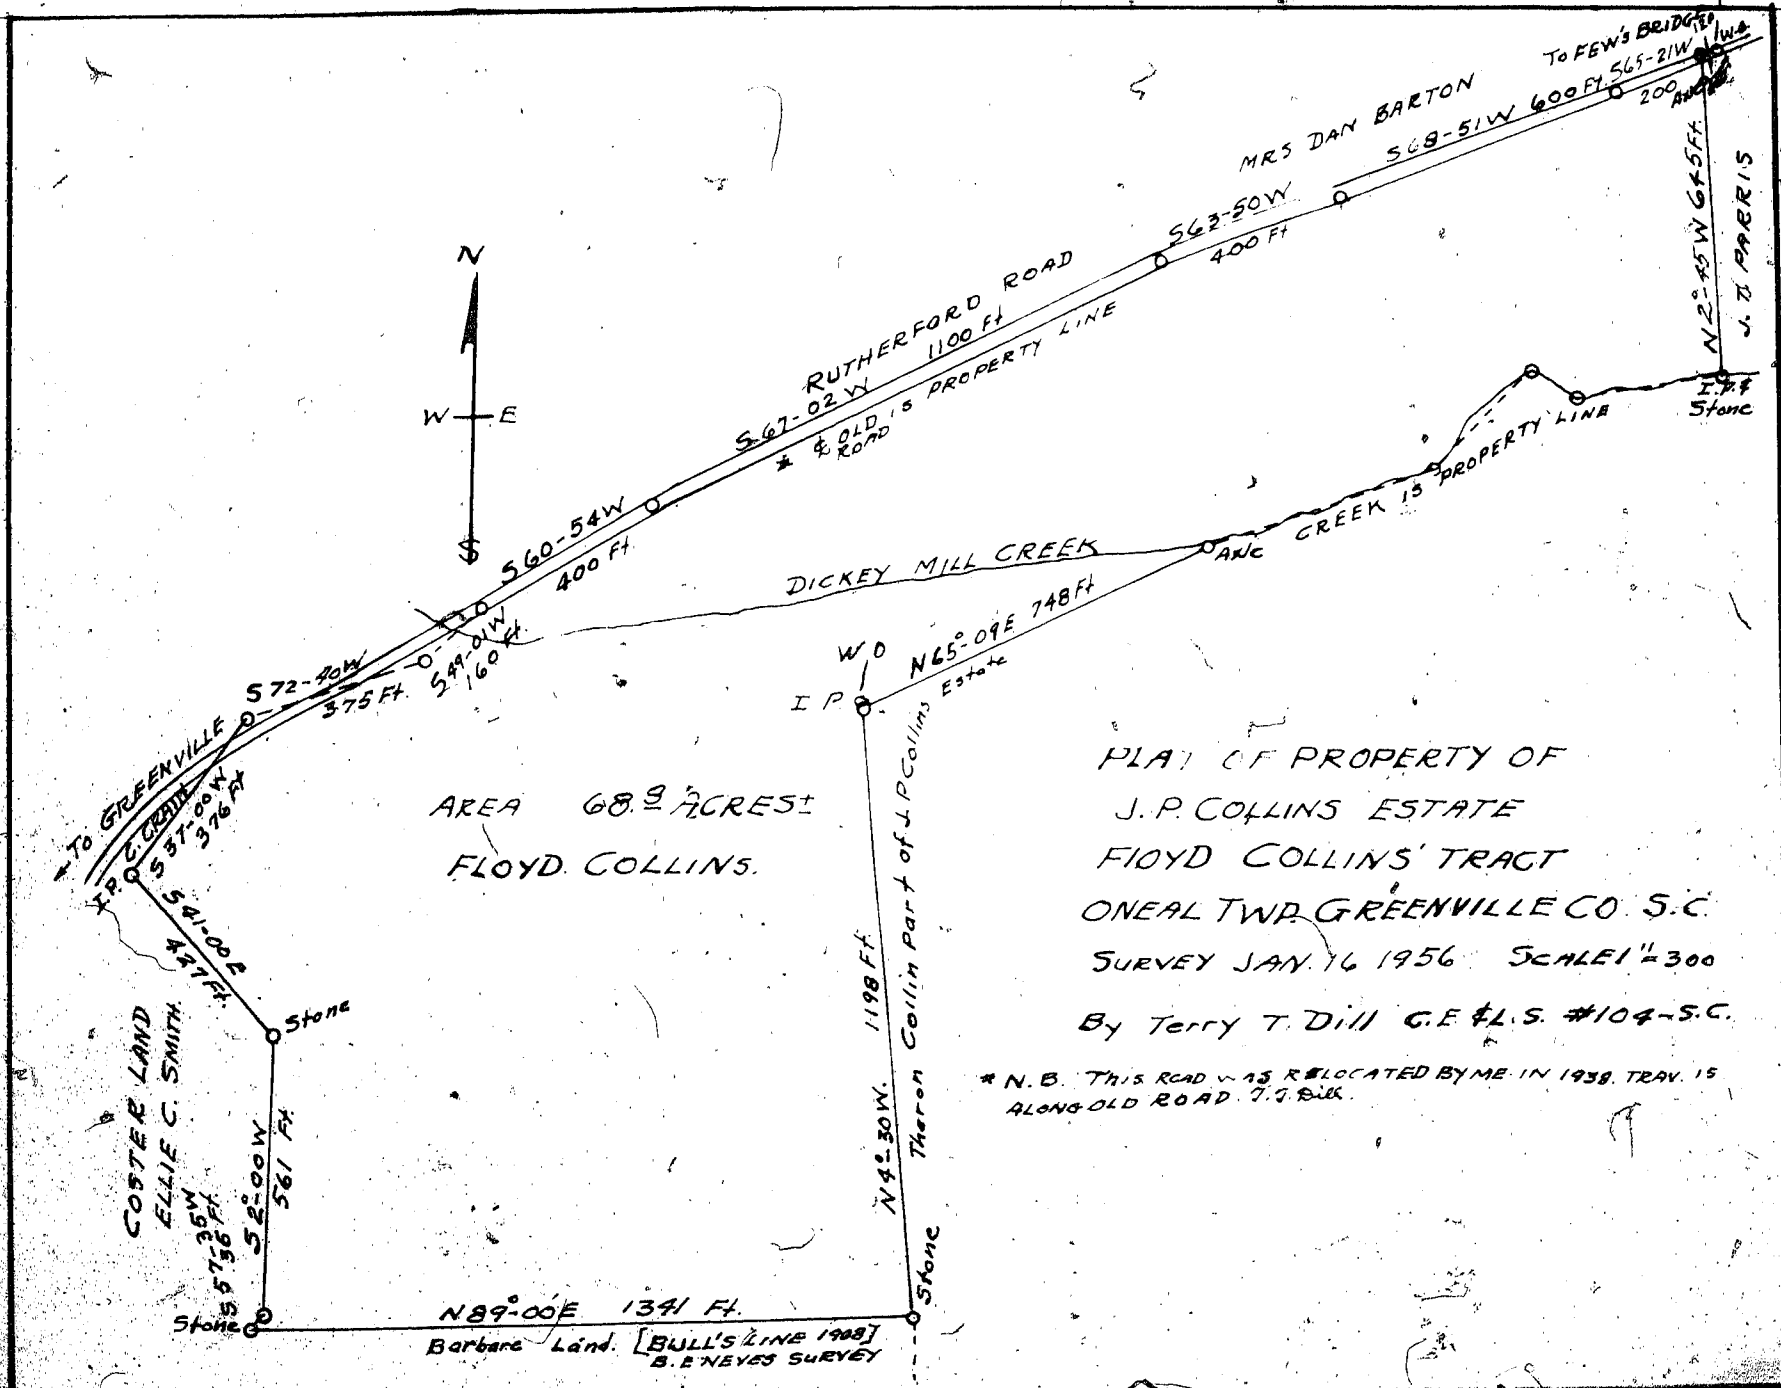 TO FEW'S BRIDGE
MRS DAN BARTON
S65-21W
200
S68-51W 600 FT.
S63-50W
400 Ft
RUTHERFORD ROAD
S67-02W 1100 Ft
* ℄ OLD IS PROPERTY LINE
ROAD
N
W E
S
S60-54W
400 Ft.
S49-01W
160 Ft.
S72-40W
375 Ft.
N2°-45W 645 Ft.
J. T. PARRIS
I.P. &
Stone
CREEK IS PROPERTY LINE
ANC
DICKEY MILL CREEK
N65°-09E 748 Ft
Estate
W O
I P
TO GREENVILLE
C. CRAIN
S37-00W
376 Ft
I.P.
S41-00E
427 Ft.
Stone
COSTER LAND
ELLIE C. SMITH.
S2°-00W
561 Ft.
S57-35W
36 Ft
Stone
N89°-00E 1341 Ft.
Barbare Land. [BULL'S LINE 1908]
B. E NEVES SURVEY
Stone
N4°-30W. 1198 Ft.
Theron Collin Part of J.P Collins
AREA 68.9 ACRES±
FLOYD COLLINS.
PLAT OF PROPERTY OF
J.P. COLLINS ESTATE
FLOYD COLLINS' TRACT
ONEAL TWP. GREENVILLE CO. S.C.
SURVEY JAN. 16 1956 SCALE 1"=300
By Terry T. Dill C.E & L.S. #104-S.C.
* N.B. THIS ROAD WAS RELOCATED BY ME IN 1938. TRAV. IS
ALONG OLD ROAD. T.T. Dill.